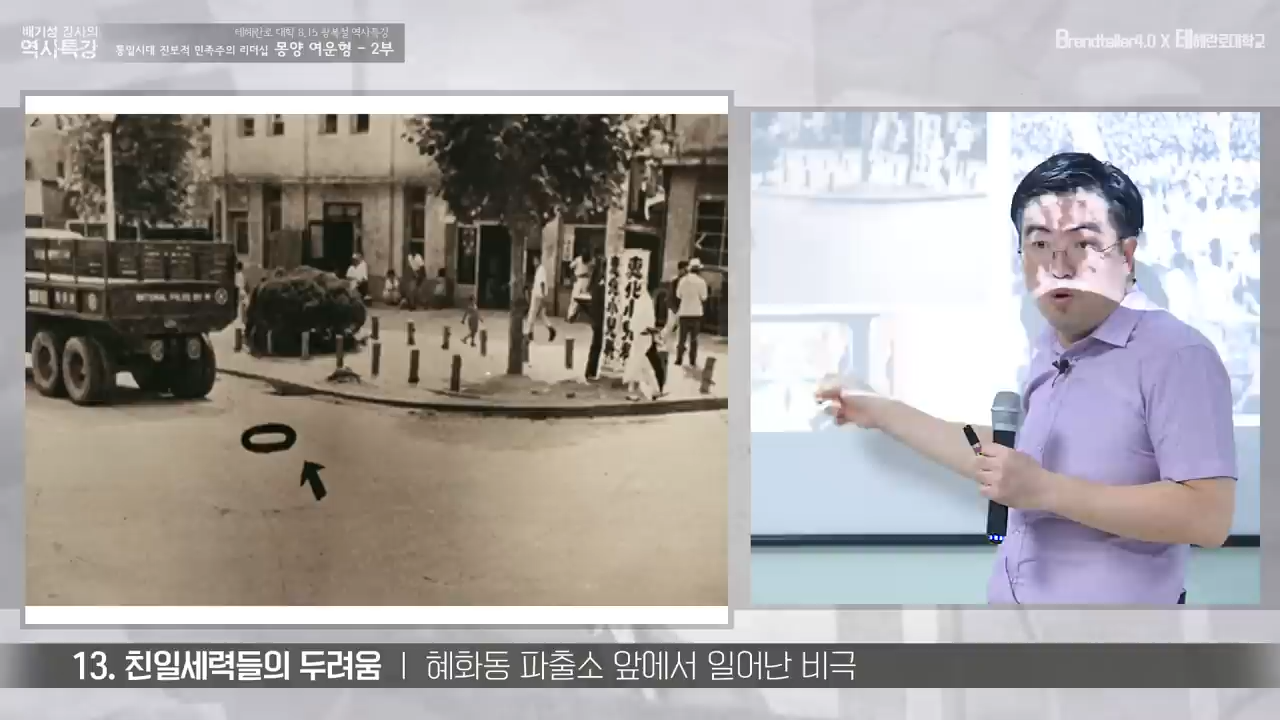 배기성 강사의
역사특강
테헤란로 대학 8.15 광복절 역사특강
통일시대 진보적 민족주의 리더십 몽양 여운형 - 2부
Brandtaller4.0 X 테헤란로대학교
NATIONAL POLICE
13. 친일세력들의 두려움 | 혜화동 파출소 앞에서 일어난 비극